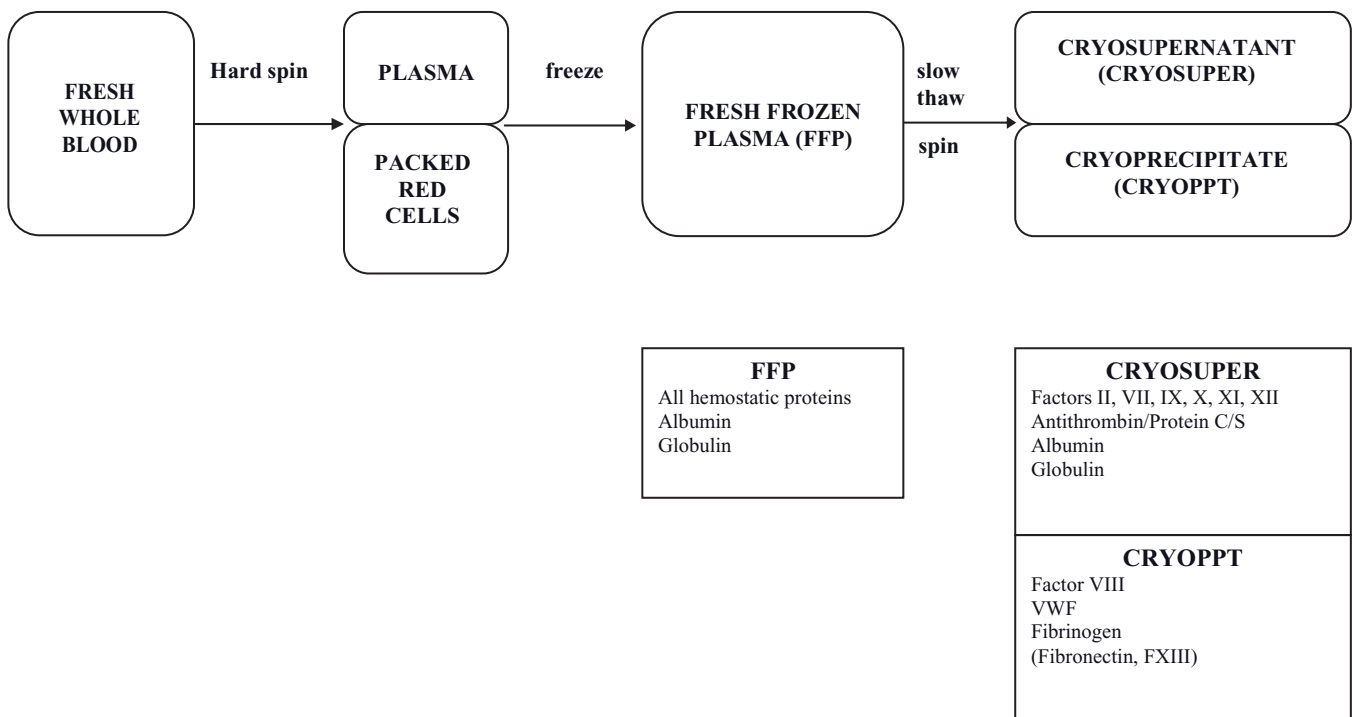 FRESH
WHOLE
BLOOD
Hard spin
PLASMA
PACKED
RED
CELLS
freeze
FRESH FROZEN
PLASMA (FFP)
slow
thaw
spin
CRYOSUPERNATANT
(CRYOSUPER)
CRYOPRECIPITATE
(CRYOPPT)
FFP
All hemostatic proteins
Albumin
Globulin
CRYOSUPER
Factors II, VII, IX, X, XI, XII
Antithrombin/Protein C/S
Albumin
Globulin
CRYOPPT
Factor VIII
VWF
Fibrinogen
(Fibronectin, FXIII)